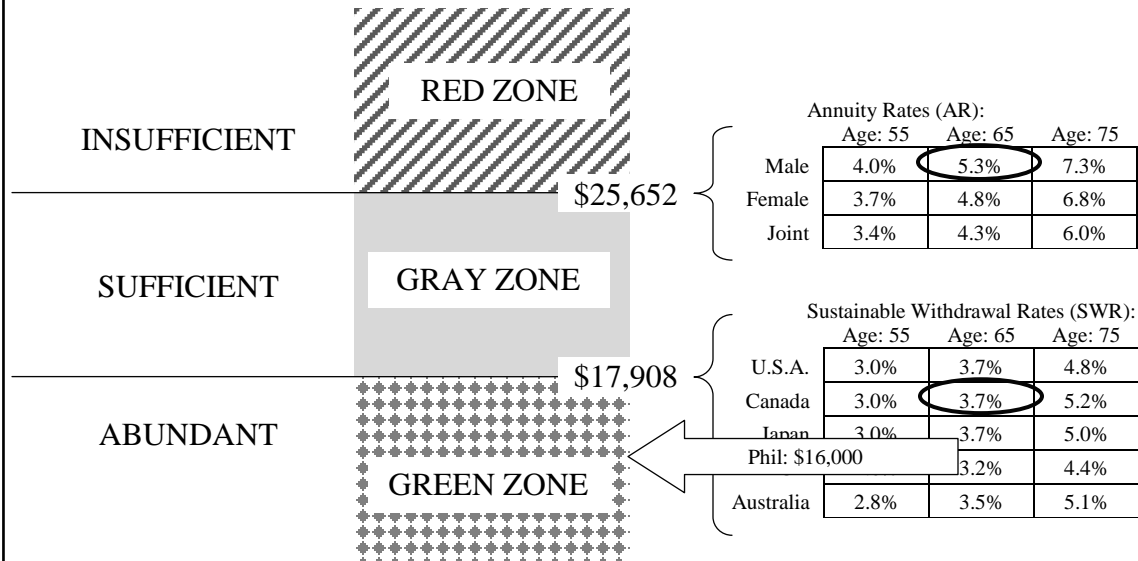 RED ZONE
INSUFFICIENT
$25,652
GRAY ZONE
SUFFICIENT
$17,908
ABUNDANT
GREEN ZONE
Phil: $16,000
Annuity Rates (AR):
Age: 55 Age: 65 Age: 75
Male 4.0% 5.3% 7.3%
Female 3.7% 4.8% 6.8%
Joint 3.4% 4.3% 6.0%
Sustainable Withdrawal Rates (SWR):
Age: 55 Age: 65 Age: 75
U.S.A. 3.0% 3.7% 4.8%
Canada 3.0% 3.7% 5.2%
Japan 3.0% 3.7% 5.0%
3.2% 4.4%
Australia 2.8% 3.5% 5.1%